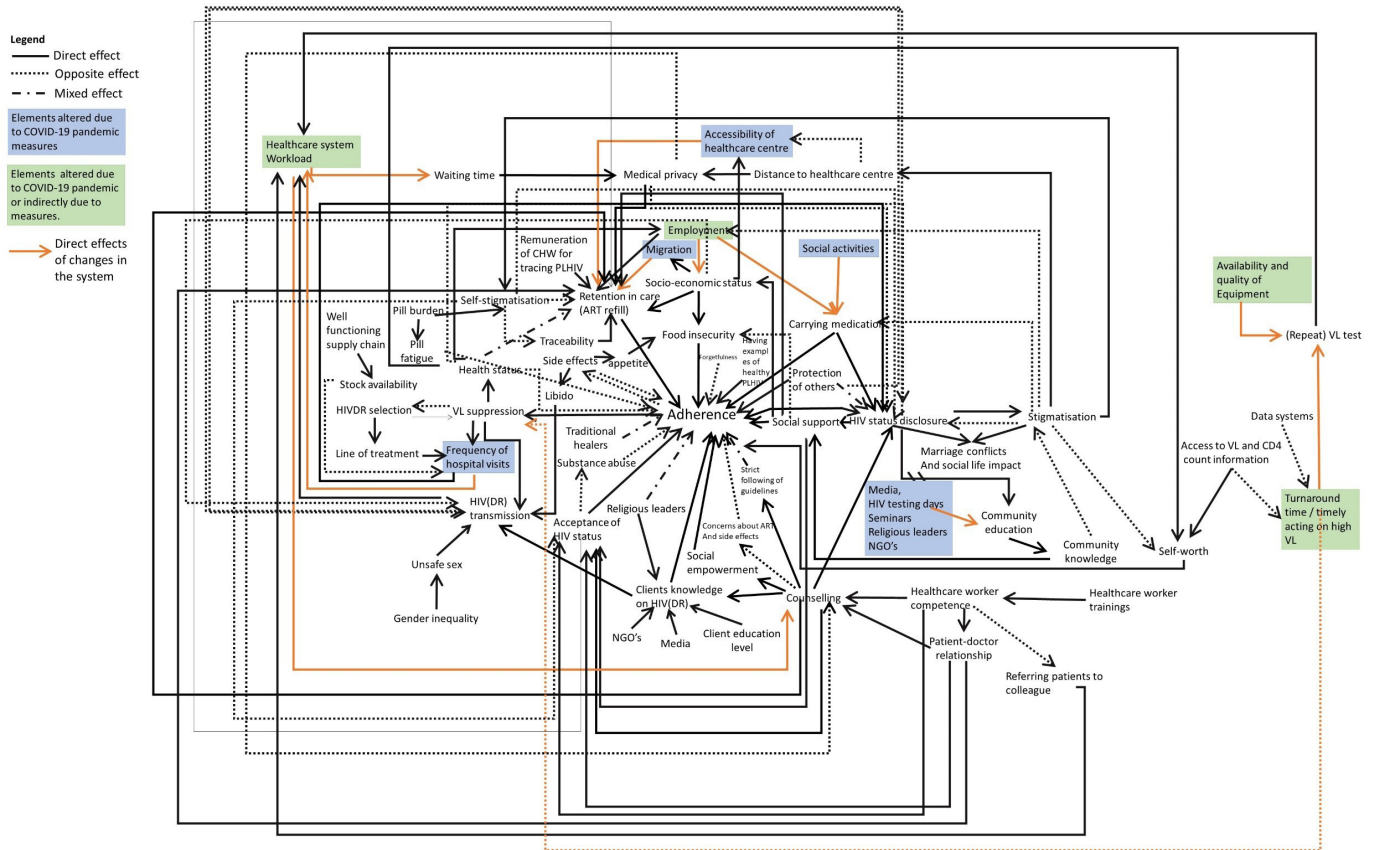 Legend
Direct effect
Opposite effect
Mixed effect
Elements altered due
to COVID-19 pandemic
measures
Elements altered due
to COVID-19 pandemic
or indirectly due to
measures.
Direct effects
of changes in
the system
Healthcare system
Workload
Waiting time
Medical privacy
Accessibility of
healthcare centre
Distance to healthcare centre
Employment
Migration
Social activities
Remuneration
of CHW for
tracing PLHIV
Socio-economic status
Availability and
quality of
Equipment
Self-stigmatisation
Retention in care
(ART refill)
Pill burden
Well
functioning
supply chain
Pill
fatigue
Traceability
Food insecurity
Carrying medication
(Repeat) VL test
Side effects
appetite
Forgetfulness
Having
exampl
es of
healthy
PLHIV
Health status
Protection
of others
Stock availability
Libido
HIVDR selection
VL suppression
Adherence
Social support
HIV status disclosure
Stigmatisation
Data systems
Traditional
healers
Line of treatment
Frequency of
hospital visits
Substance abuse
Strict
following of
guidelines
Marriage conflicts
And social life impact
Access to VL and CD4
count information
Media,
HIV testing days
Seminars
Religious leaders
NGO's
Turnaround
time / timely
acting on high
VL
HIV(DR)
transmission
Religious leaders
Acceptance of
HIV status
Concerns about ART
And side effects
Community
education
Community
knowledge
Self-worth
Unsafe sex
Social
empowerment
Clients knowledge
on HIV(DR)
Counselling
Healthcare worker
competence
Healthcare worker
trainings
Gender inequality
NGO's
Media
Client education
level
Patient-doctor
relationship
Referring patients to
colleague